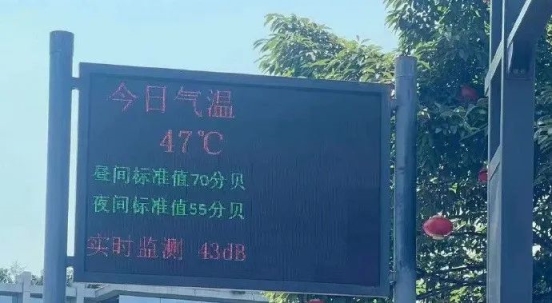 今日气温
47℃
昼间标准值70分贝
夜间标准值55分贝
实时监测 43dB